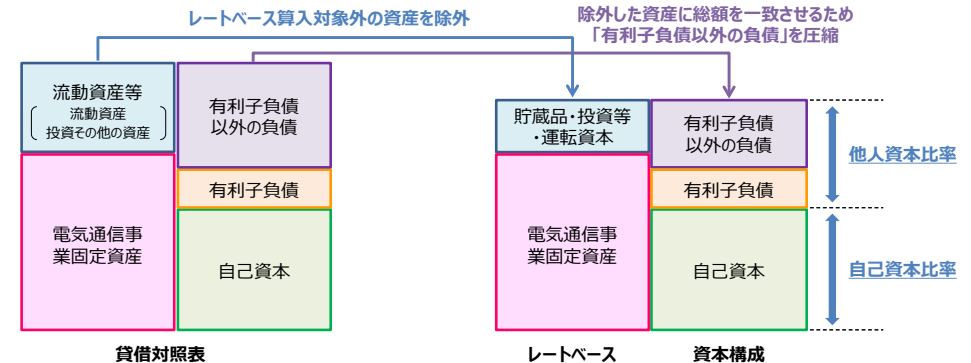 レートベース算入対象外の資産を除外
除外した資産に総額を一致させるため
「有利子負債以外の負債」を圧縮
流動資産等
流動資産
投資その他の資産
有利子負債
以外の負債
電気通信事
業固定資産
有利子負債
自己資本
貸借対照表
貯蔵品・投資等
・運転資本
電気通信事
業固定資産
レートベース
有利子負債
以外の負債
有利子負債
自己資本
資本構成
他人資本比率
自己資本比率